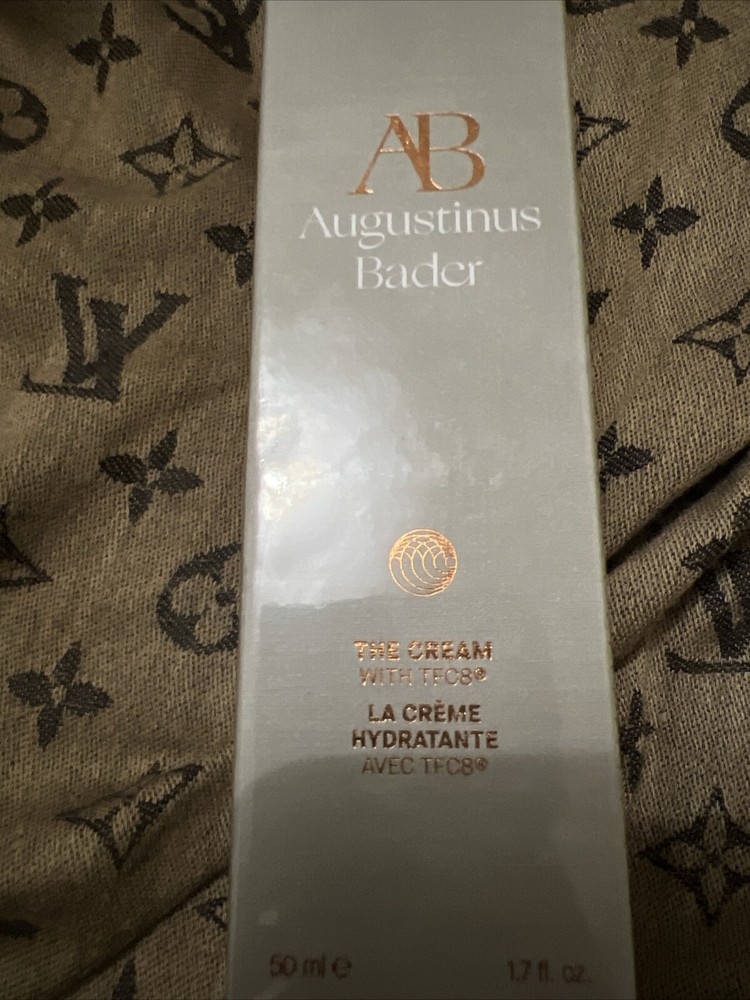 AB
Augustinus
Bader
THE CREAM
WITH TFC8®
LA CRÈME
HYDRATANTE
AVEC TFC8®
50 ml ℮ 1.7 fl. oz.